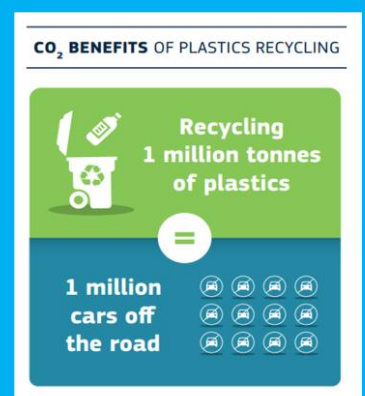 CO₂ BENEFITS OF PLASTICS RECYCLING
Recycling
1 million tonnes
of plastics
=
1 million
cars off
the road